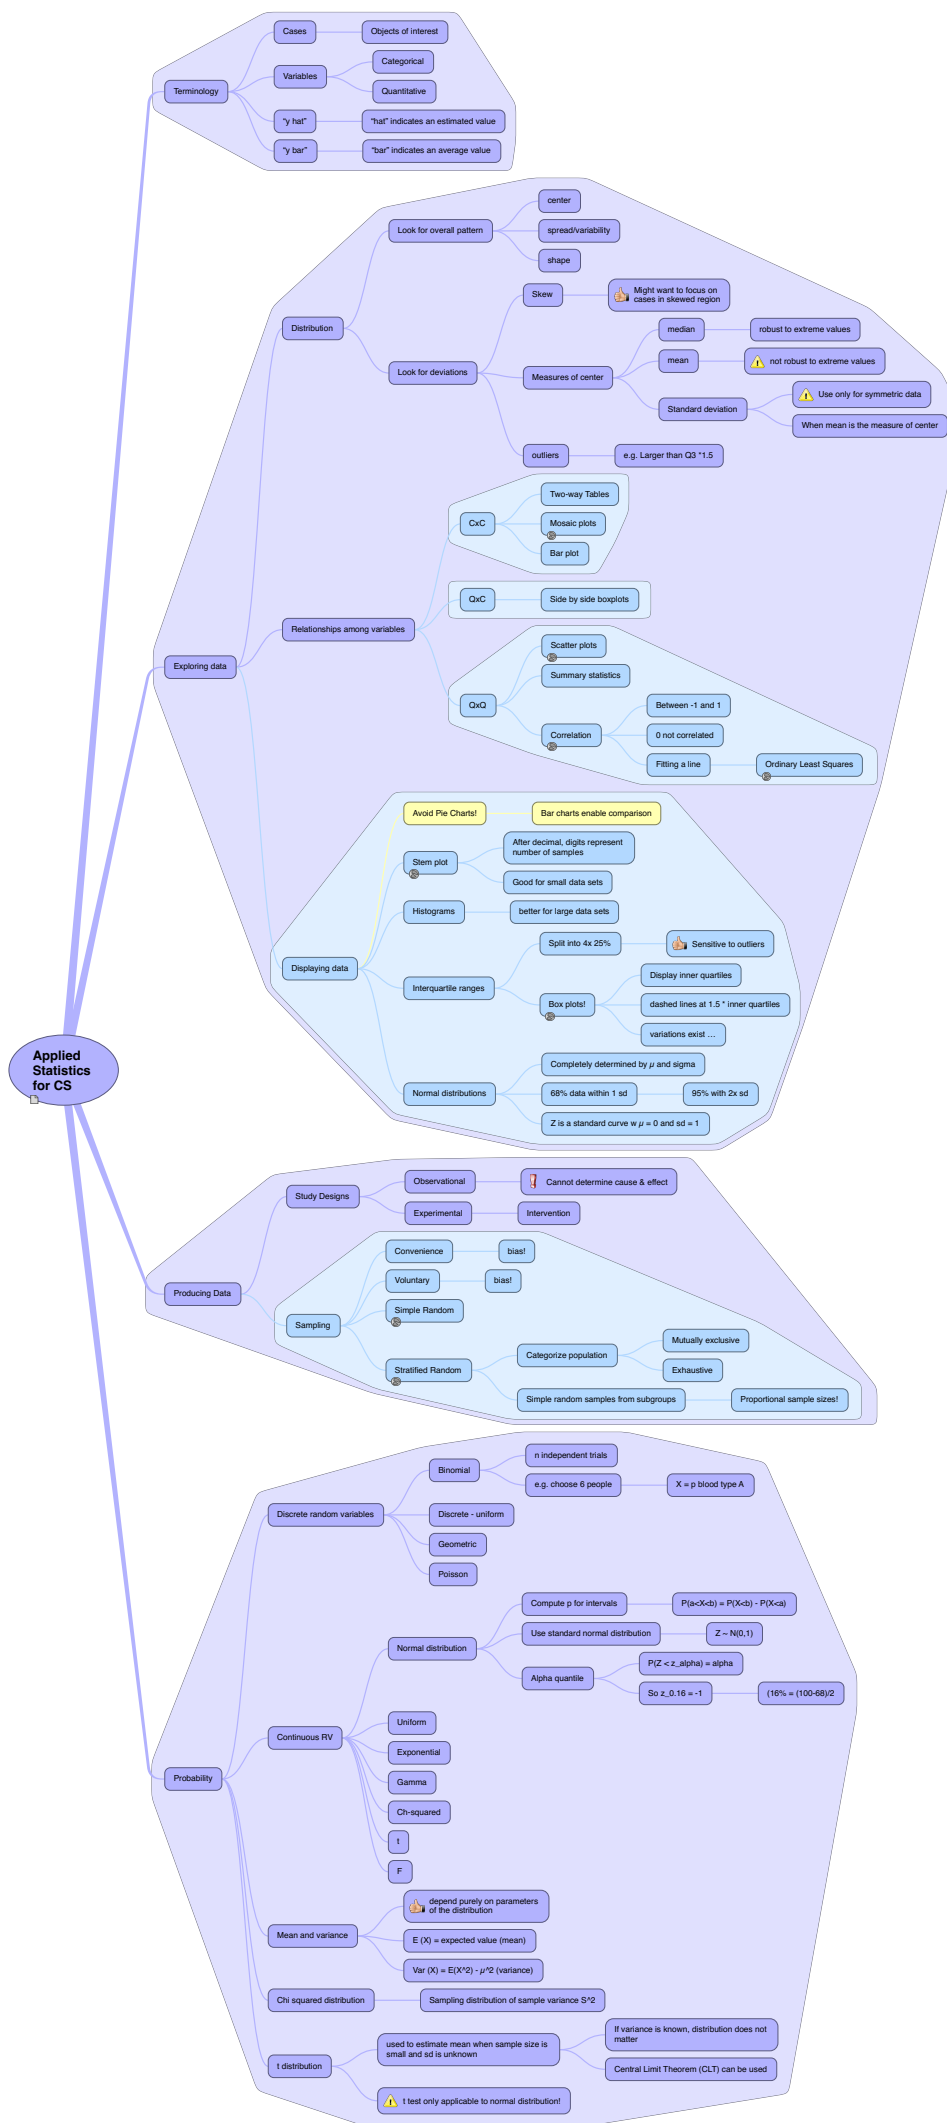 Applied
Statistics
for CS
Terminology
Cases
Objects of interest
Variables
Categorical
Quantitative
“y hat”
“hat” indicates an estimated value
“y bar”
“bar” indicates an average value
Exploring data
Distribution
Look for overall pattern
center
spread/variability
shape
Look for deviations
Skew
Might want to focus on
cases in skewed region
Measures of center
median
robust to extreme values
mean
not robust to extreme values
Standard deviation
Use only for symmetric data
When mean is the measure of center
outliers
e.g. Larger than Q3 *1.5
Relationships among variables
CxC
Two-way Tables
Mosaic plots
Bar plot
QxC
Side by side boxplots
QxQ
Scatter plots
Summary statistics
Correlation
Between -1 and 1
0 not correlated
Fitting a line
Ordinary Least Squares
Displaying data
Avoid Pie Charts!
Bar charts enable comparison
Stem plot
After decimal, digits represent
number of samples
Good for small data sets
Histograms
better for large data sets
Interquartile ranges
Split into 4x 25%
Sensitive to outliers
Box plots!
Display inner quartiles
dashed lines at 1.5 * inner quartiles
variations exist ...
Normal distributions
Completely determined by µ and sigma
68% data within 1 sd
95% with 2x sd
Z is a standard curve w µ = 0 and sd = 1
Producing Data
Study Designs
Observational
Cannot determine cause & effect
Experimental
Intervention
Sampling
Convenience
bias!
Voluntary
bias!
Simple Random
Stratified Random
Categorize population
Mutually exclusive
Exhaustive
Simple random samples from subgroups
Proportional sample sizes!
Probability
Discrete random variables
Binomial
n independent trials
e.g. choose 6 people
X = p blood type A
Discrete - uniform
Geometric
Poisson
Continuous RV
Normal distribution
Compute p for intervals
P(a<X<b) = P(X<b) - P(X<a)
Use standard normal distribution
Z ~ N(0,1)
Alpha quantile
P(Z < z_alpha) = alpha
So z_0.16 = -1
(16% = (100-68)/2
Uniform
Exponential
Gamma
Ch-squared
t
F
Mean and variance
depend purely on parameters
of the distribution
E (X) = expected value (mean)
Var (X) = E(X^2) - µ^2 (variance)
Chi squared distribution
Sampling distribution of sample variance S^2
t distribution
used to estimate mean when sample size is
small and sd is unknown
If variance is known, distribution does not
matter
Central Limit Theorem (CLT) can be used
t test only applicable to normal distribution!